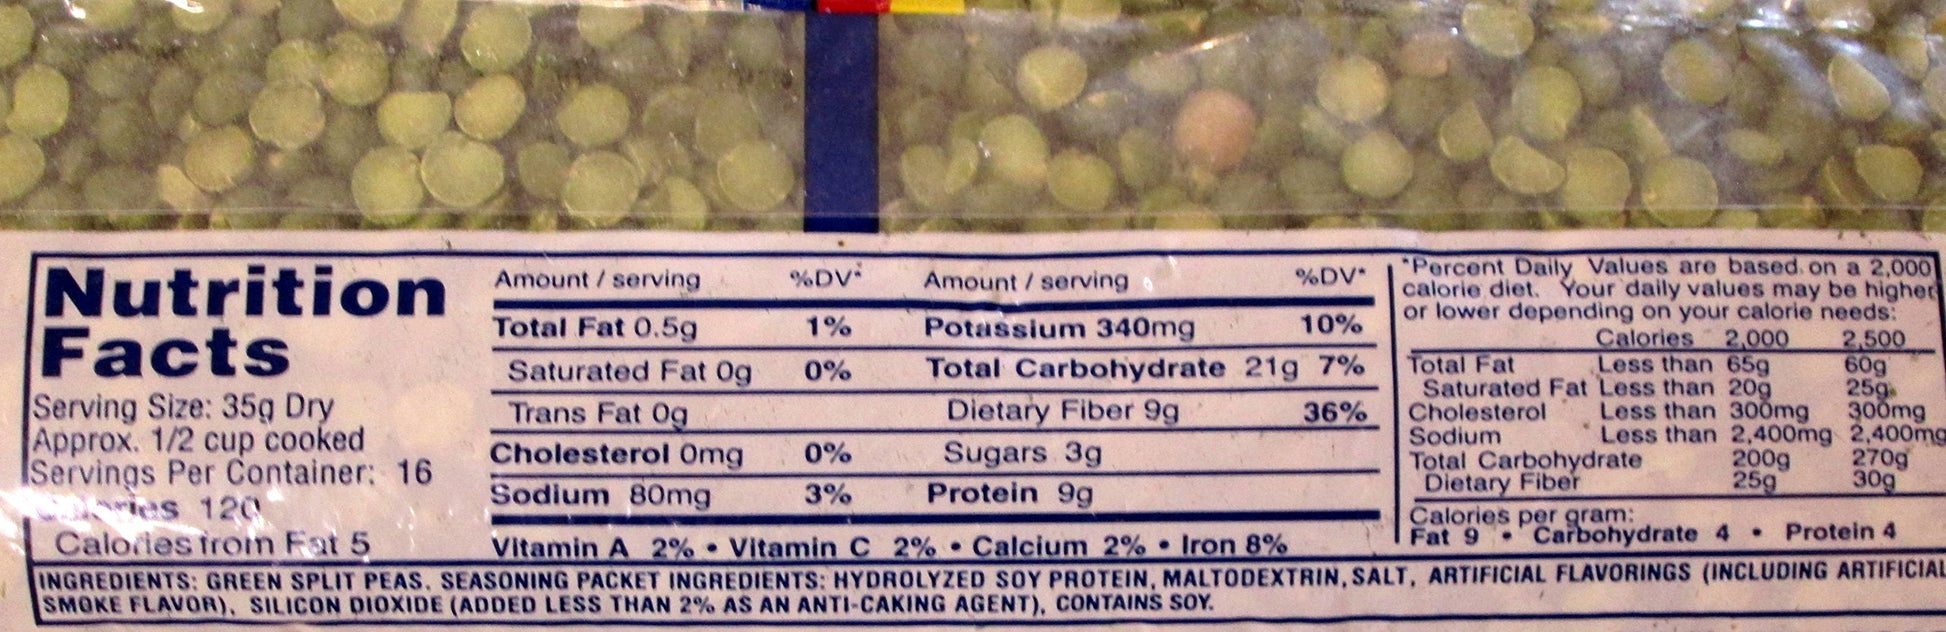 Nutrition
Facts
Serving Size: 35g Dry
Approx. 1/2 cup cooked
Servings Per Container: 16
Calories 120
Calories from Fat 5
Amount / serving %DV* Amount / serving %DV*
Total Fat 0.5g 1% Potassium 340mg 10%
Saturated Fat 0g 0% Total Carbohydrate 21g 7%
Trans Fat 0g Dietary Fiber 9g 36%
Cholesterol 0mg 0% Sugars 3g
Sodium 80mg 3% Protein 9g
Vitamin A 2% • Vitamin C 2% • Calcium 2% • Iron 8%
*Percent Daily Values are based on a 2,000
calorie diet. Your daily values may be higher
or lower depending on your calorie needs:
Calories 2,000 2,500
Total Fat Less than 65g 60g
Saturated Fat Less than 20g 25g
Cholesterol Less than 300mg 300mg
Sodium Less than 2,400mg 2,400mg
Total Carbohydrate 200g 270g
Dietary Fiber 25g 30g
Calories per gram:
Fat 9 • Carbohydrate 4 • Protein 4
INGREDIENTS: GREEN SPLIT PEAS. SEASONING PACKET INGREDIENTS: HYDROLYZED SOY PROTEIN, MALTODEXTRIN, SALT, ARTIFICIAL FLAVORINGS (INCLUDING ARTIFICIAL
SMOKE FLAVOR), SILICON DIOXIDE (ADDED LESS THAN 2% AS AN ANTI-CAKING AGENT), CONTAINS SOY.